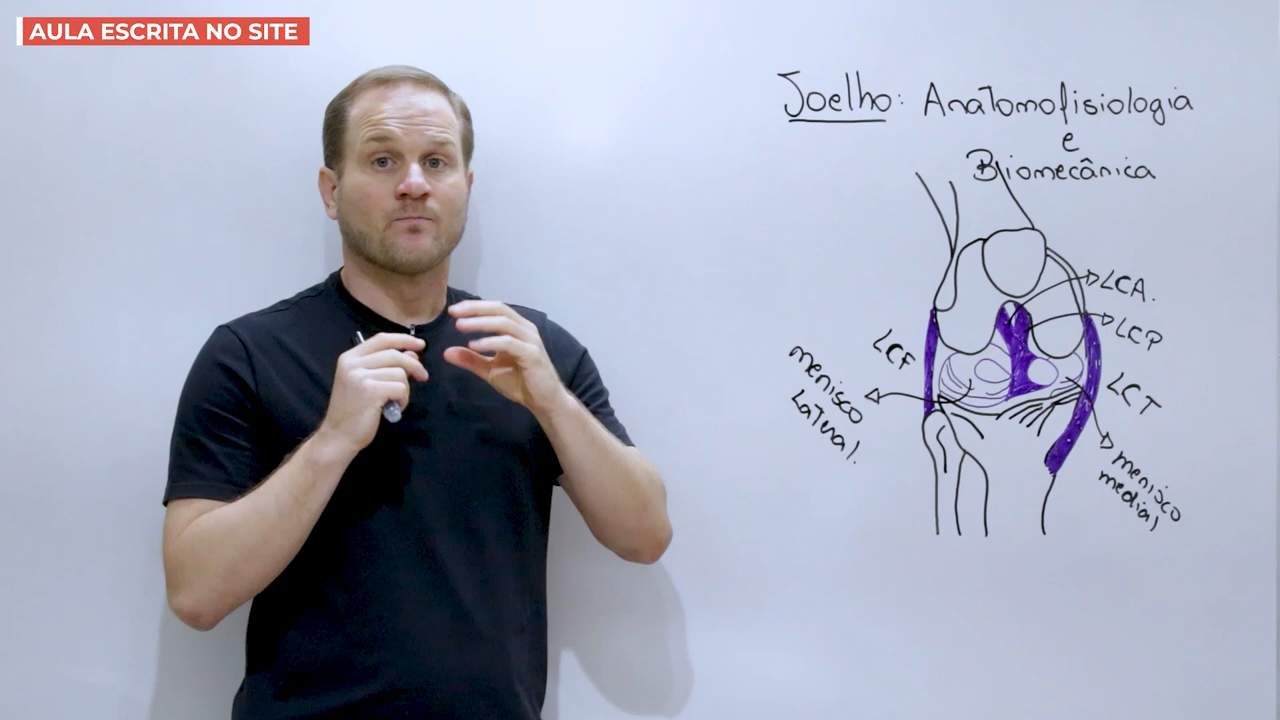 AULA ESCRITA NO SITE
Joelho: Anatomofisiologia
e
Biomecânica
LCA.
LCP
LCF
LCT
menisco
Lateral.
menisco
medial